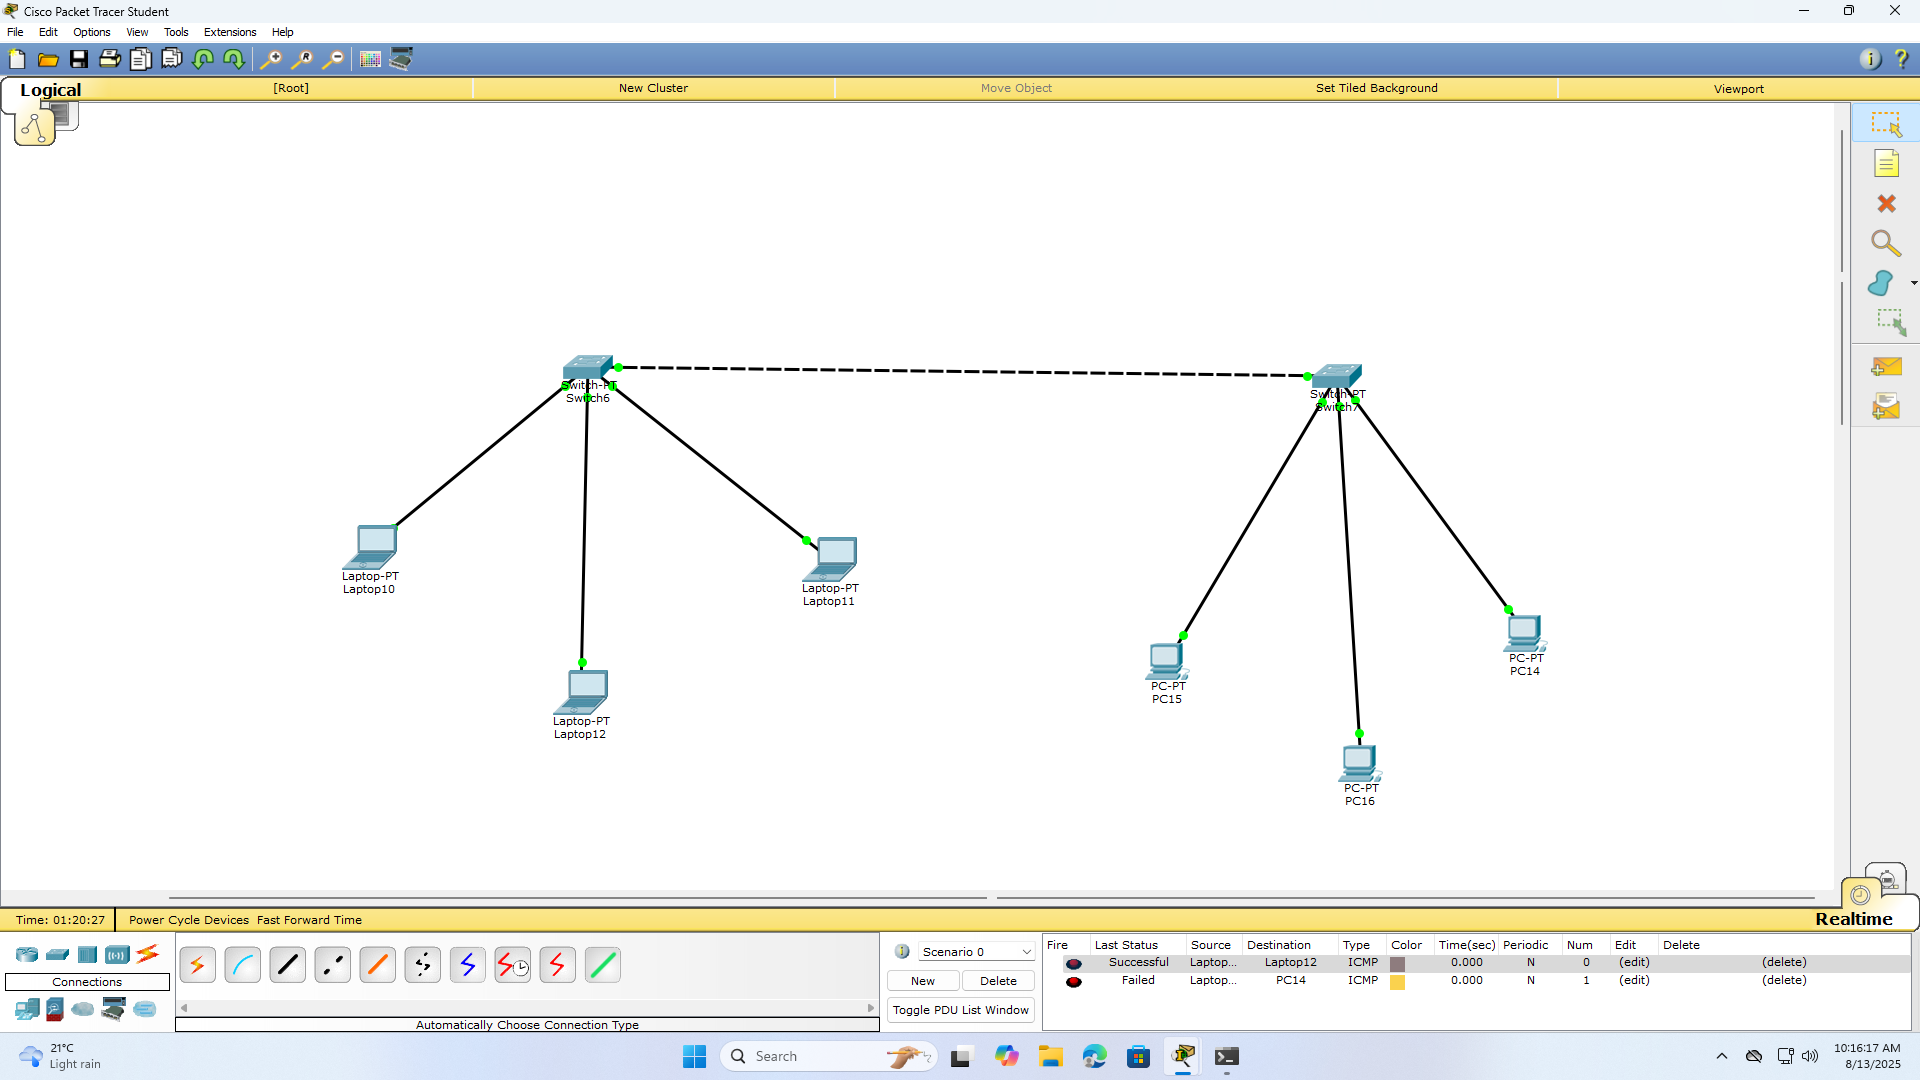 Cisco Packet Tracer Student
File Edit Options View Tools Extensions Help
Logical [Root] New Cluster Move Object Set Tiled Background Viewport
Switch-PT
Switch6
Switch-PT
Switch7
Laptop-PT
Laptop10
Laptop-PT
Laptop11
Laptop-PT
Laptop12
PC-PT
PC15
PC-PT
PC14
PC-PT
PC16
Time: 01:20:27 Power Cycle Devices Fast Forward Time
Realtime
Connections
Automatically Choose Connection Type
Scenario 0
New Delete
Toggle PDU List Window
Fire Last Status Source Destination Type Color Time(sec) Periodic Num Edit Delete
Successful Laptop... Laptop12 ICMP 0.000 N 0 (edit) (delete)
Failed Laptop... PC14 ICMP 0.000 N 1 (edit) (delete)
21°C
Light rain
Search
10:16:17 AM
8/13/2025